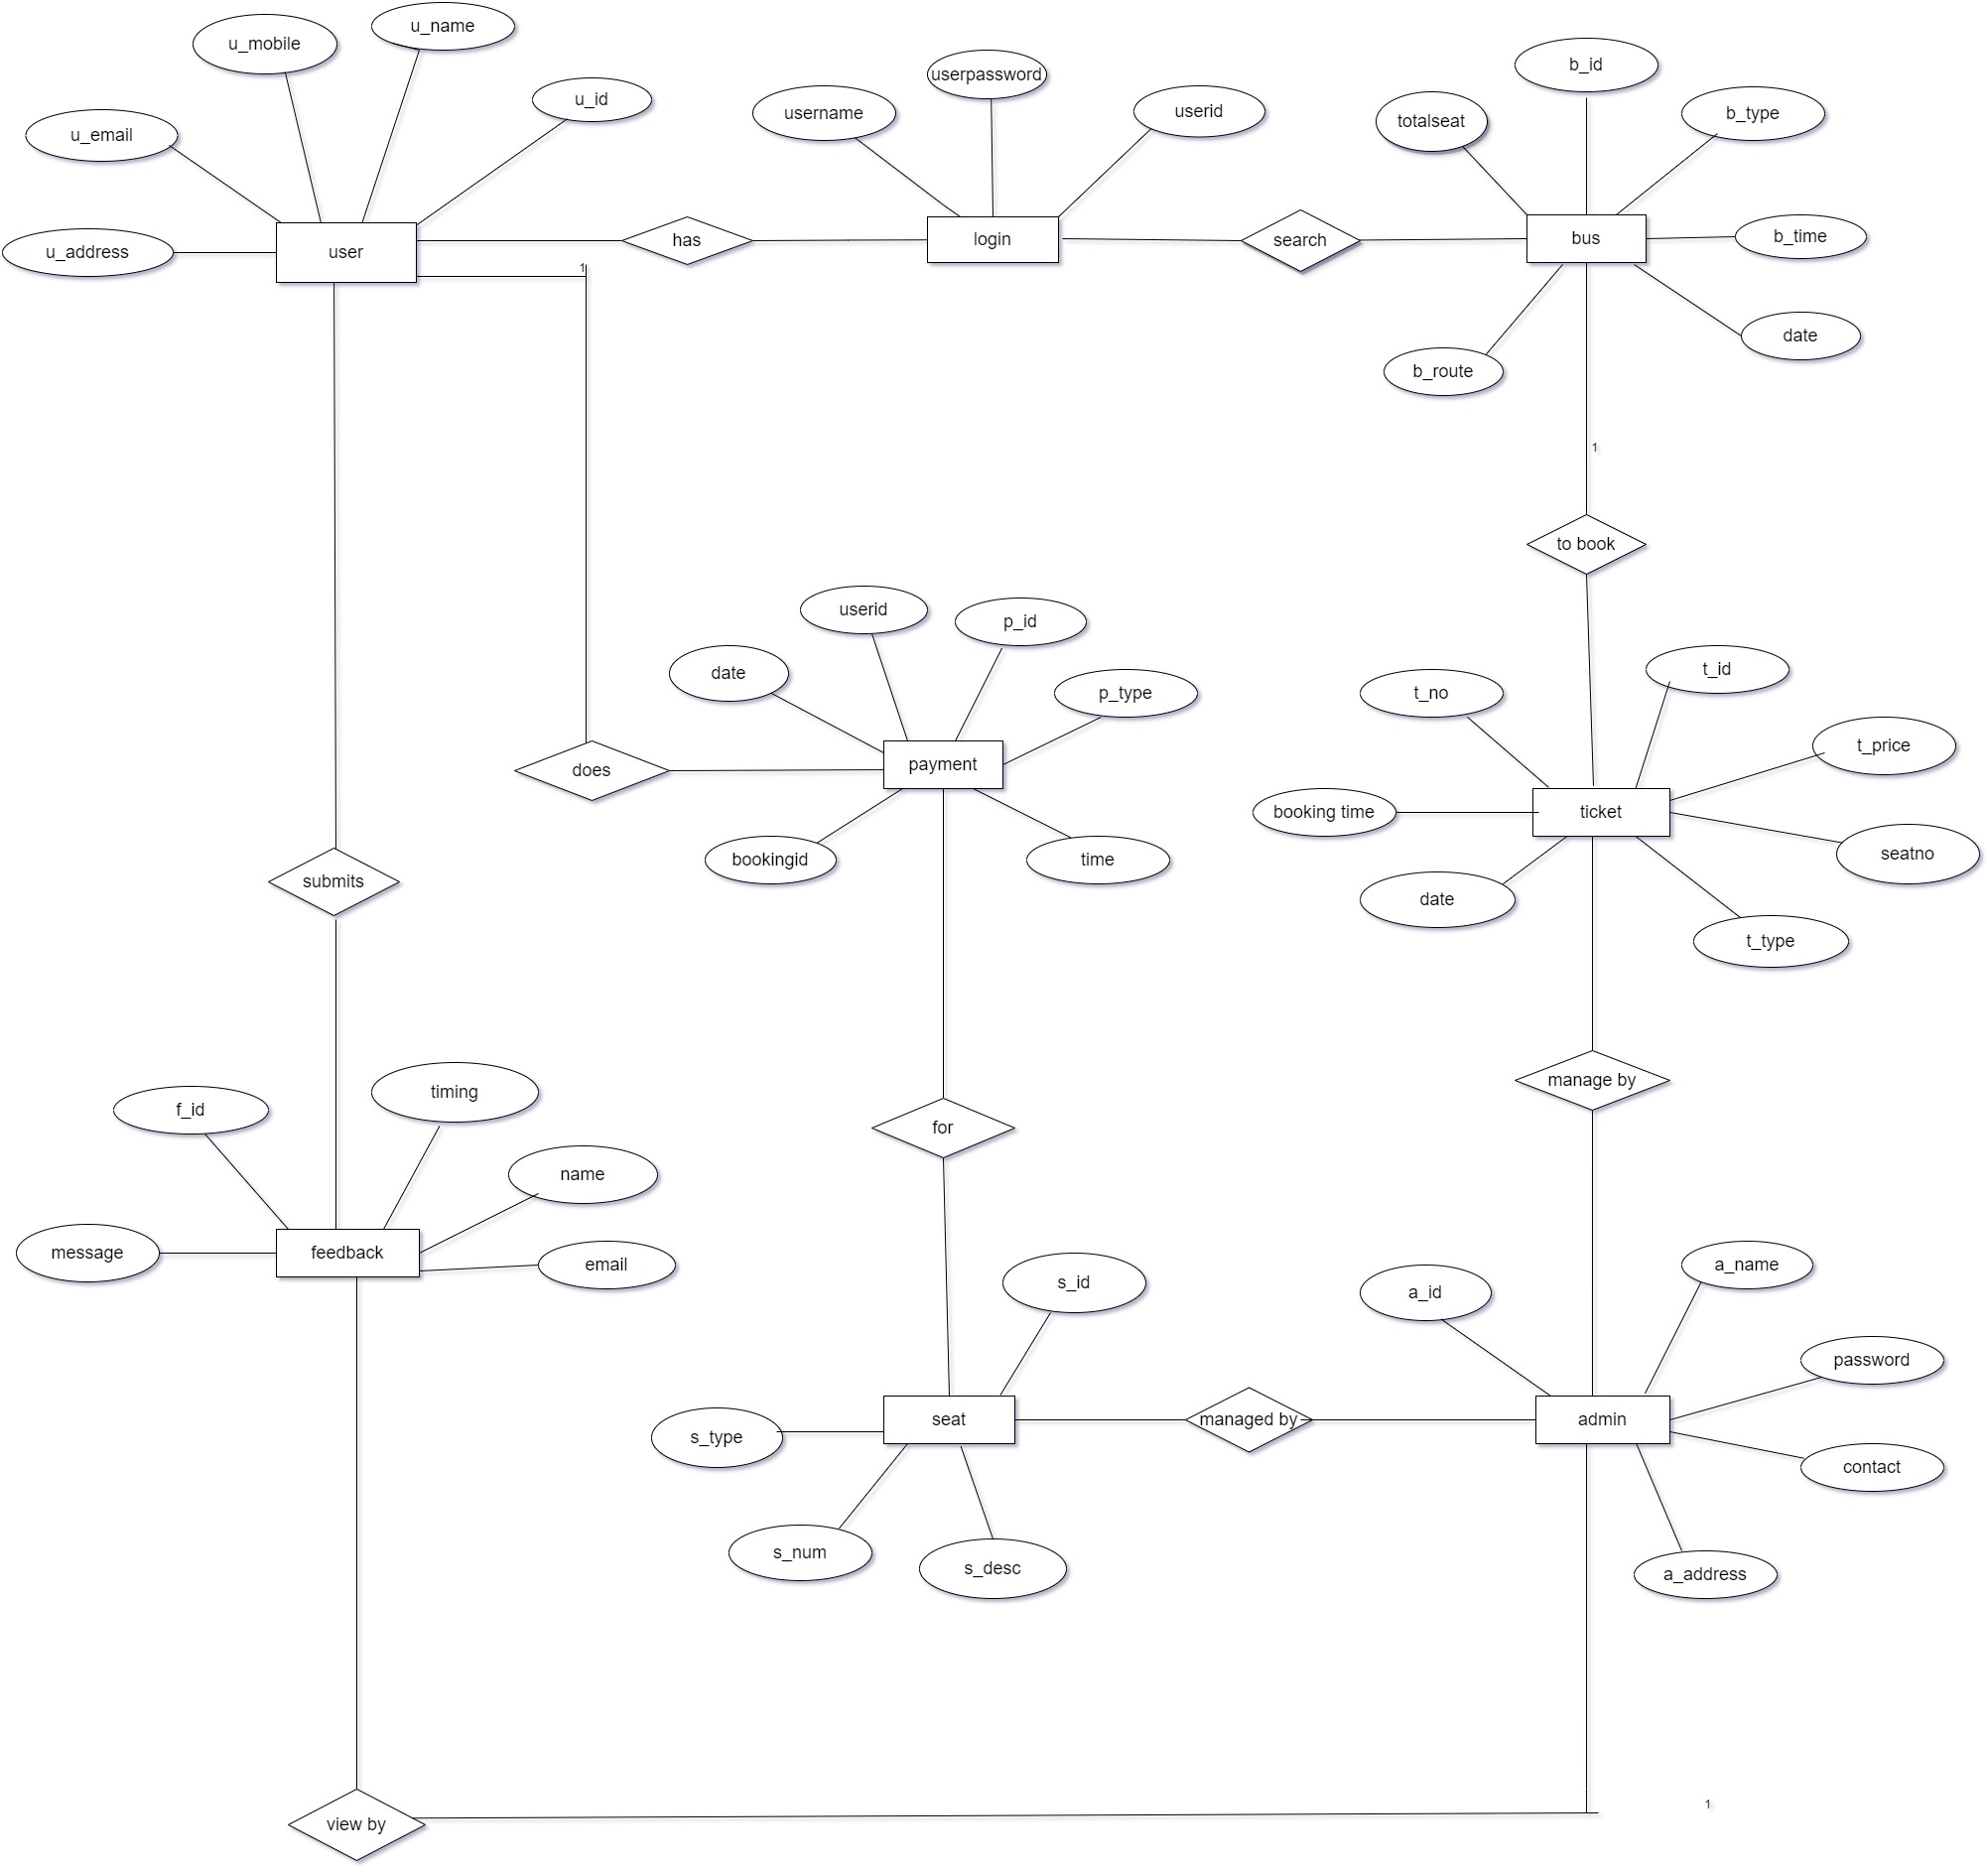 u_name
u_mobile
b_id
userpassword
u_id
userid
username
b_type
totalseat
u_email
b_time
user
has
login
search
bus
u_address
1
date
b_route
1
to book
userid
p_id
t_id
date
p_type
t_no
t_price
payment
does
booking time
ticket
seatno
bookingid
time
submits
date
t_type
manage by
timing
f_id
for
name
message
feedback
email
a_name
s_id
a_id
password
s_type
seat
managed by
admin
contact
s_num
s_desc
a_address
1
view by